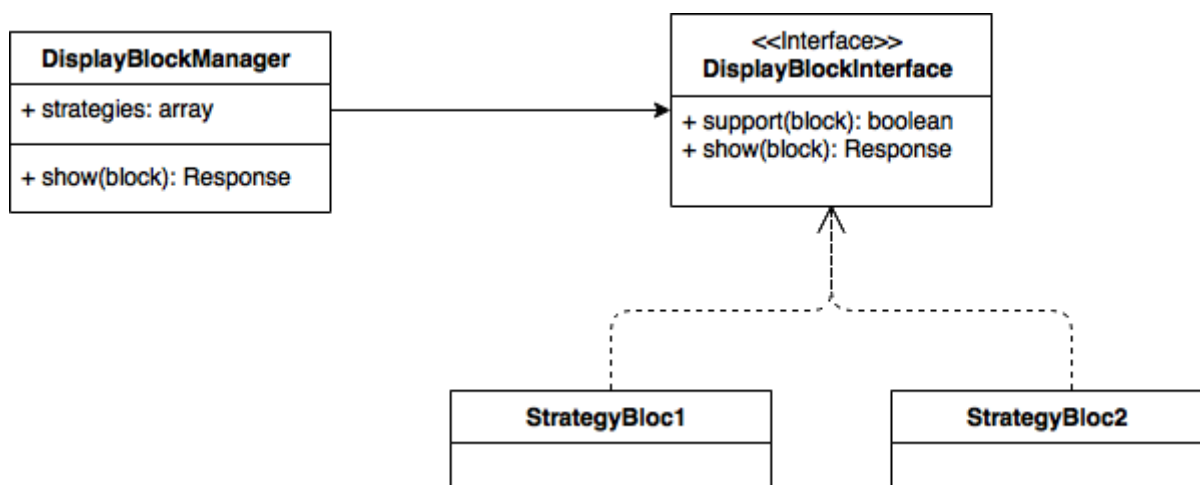 DisplayBlockManager
+ strategies: array
+ show(block): Response
<<Interface>>
DisplayBlockInterface
+ support(block): boolean
+ show(block): Response
StrategyBloc1
StrategyBloc2